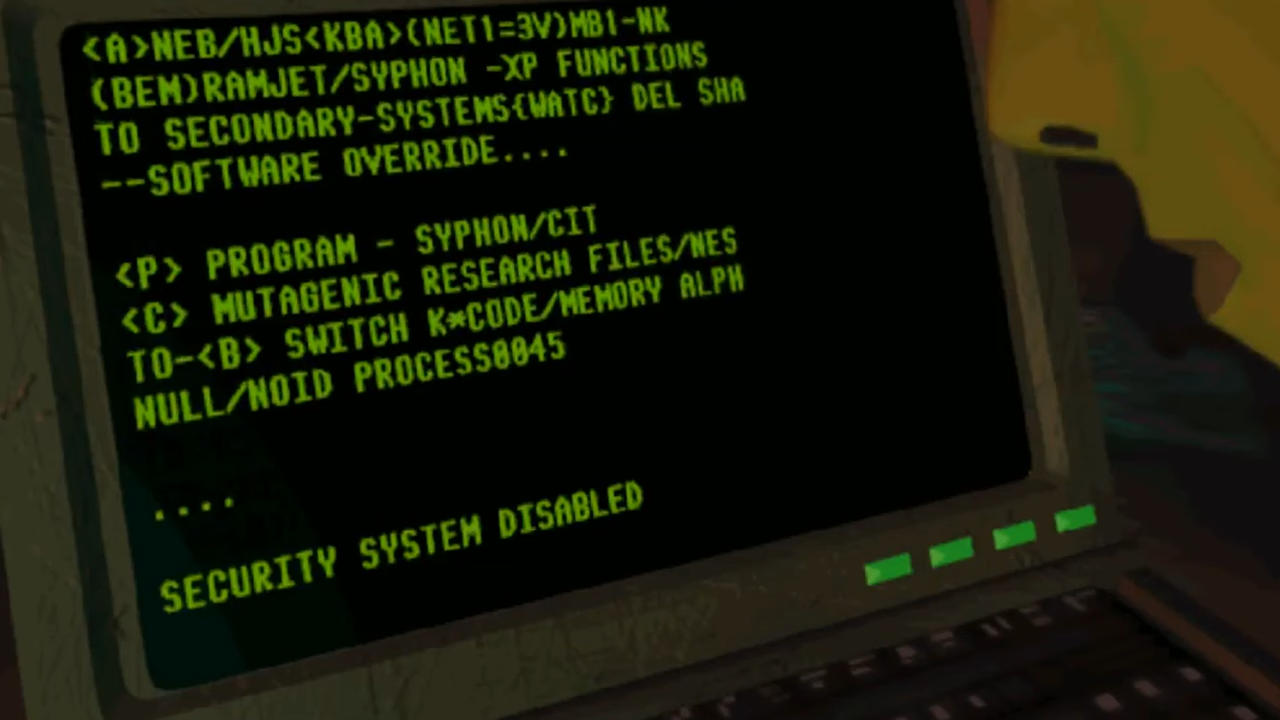 <A>NEB/HJS<KBA>(NET1=3V)MB1-NK
(BEM)RAMJET/SYPHON -XP FUNCTIONS
TO SECONDARY-SYSTEMS{WATC} DEL SHA
--SOFTWARE OVERRIDE....
<P> PROGRAM - SYPHON/CIT
<C> MUTAGENIC RESEARCH FILES/NES
TO-<B> SWITCH K*CODE/MEMORY ALPH
NULL/NOID PROCESS0045
....
SECURITY SYSTEM DISABLED